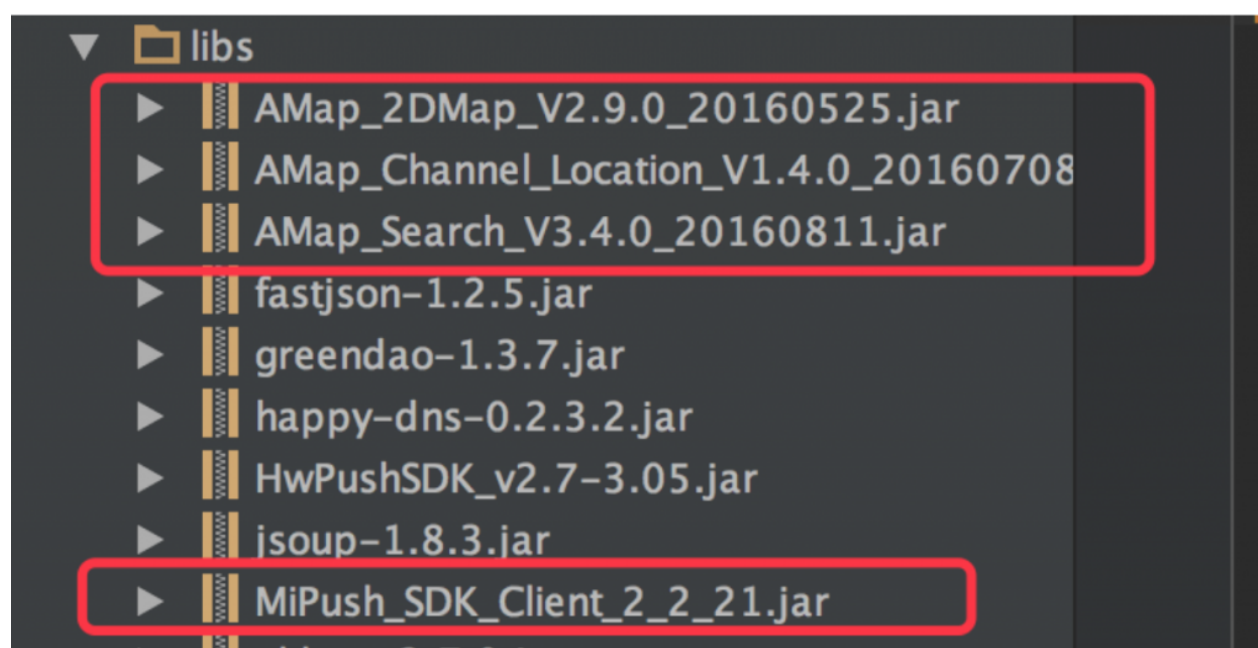 libs
AMap_2DMap_V2.9.0_20160525.jar
AMap_Channel_Location_V1.4.0_20160708
AMap_Search_V3.4.0_20160811.jar
fastjson-1.2.5.jar
greendao-1.3.7.jar
happy-dns-0.2.3.2.jar
HwPushSDK_v2.7-3.05.jar
jsoup-1.8.3.jar
MiPush_SDK_Client_2_2_21.jar